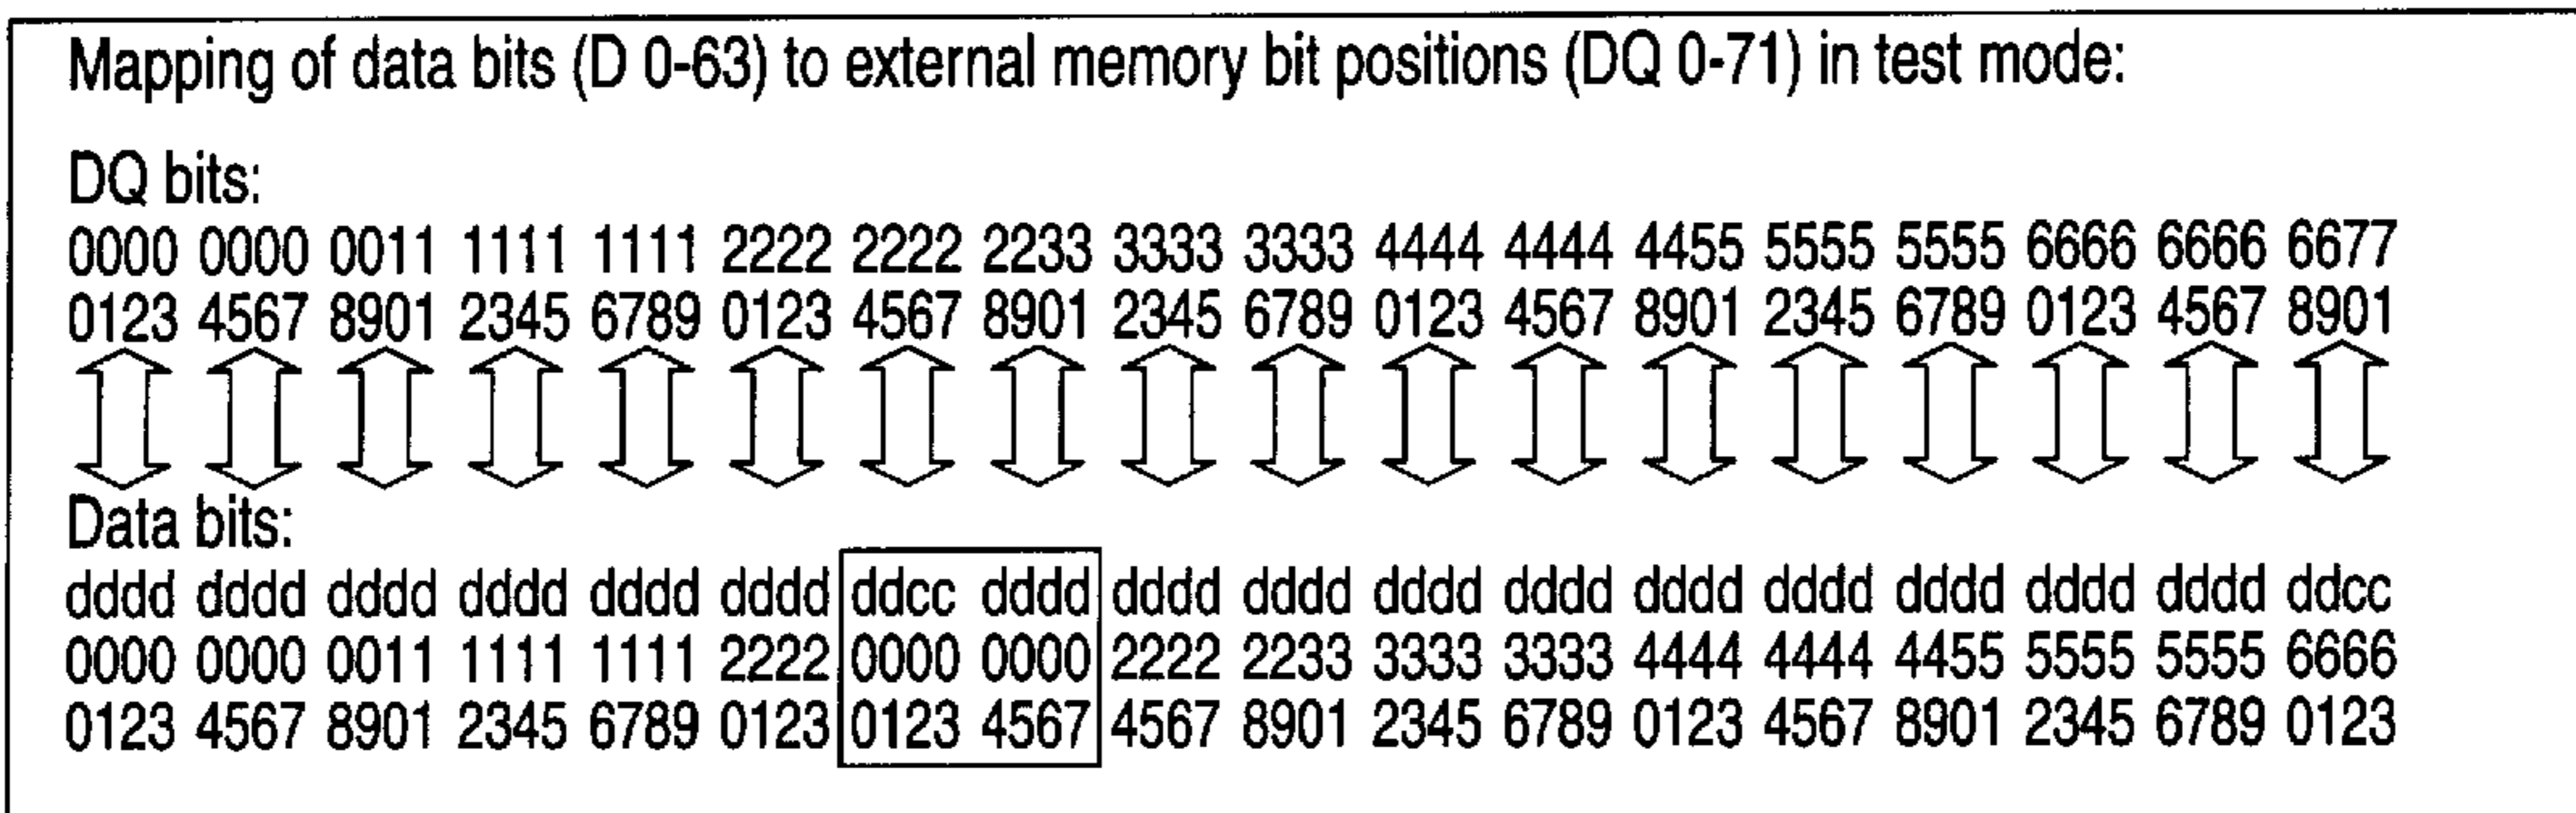 Mapping of data bits (D 0-63) to external memory bit positions (DQ 0-71) in test mode:
DQ bits:
0000 0000 0011 1111 1111 2222 2222 2233 3333 3333 4444 4444 4455 5555 5555 6666 6666 6677
0123 4567 8901 2345 6789 0123 4567 8901 2345 6789 0123 4567 8901 2345 6789 0123 4567 8901
Data bits:
dddd dddd dddd dddd dddd dddd ddcc dddd dddd dddd dddd dddd dddd dddd dddd dddd dddd ddcc
0000 0000 0011 1111 1111 2222 0000 0000 2222 2233 3333 3333 4444 4444 4455 5555 5555 6666
0123 4567 8901 2345 6789 0123 0123 4567 4567 8901 2345 6789 0123 4567 8901 2345 6789 0123